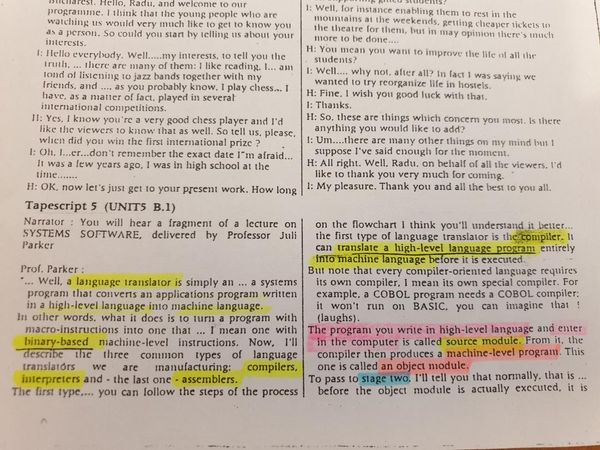 Bucharest. Hello, Radu, and welcome to our
programme. I think that the young people who are
watching us would very much like to get to know you
as a person. So could you start by telling us about your
interests.
I: Hello everybody. Well.....my interests, to tell you the
truth, ... there are many of them: I like reading, I... am
fond of listening to jazz bands together with my
friends, and .... as you probably know, I play chess... I
have, as a matter of fact, played in several
international competitions.
H: Yes, I know you're a very good chess player and I'd
like the viewers to know that as well. So tell us, please,
when did you win the first international prize ?
I: Oh, I...er...don't remember the exact date I"m afraid...
It was a few years ago, I was in high school at the
time.......
H: OK, now let's just get to your present work. How long
students?
I: Well, for instance enabling them to rest in the
mountains at the weekends, getting cheaper tickets to
the theatre for them, but in may opinion there's much
more to be done....
H: You mean you want to improve the life of all the
students?
I: Well.... why not, after all? In fact I was saying we
wanted to try reorganize life in hostels.
H: Fine, I wish you good luck with that.
I: Thanks.
H: So, these are things which concern you most. Is there
anything you would like to add?
I: Um....there are many other things on my mind but I
suppose I've said enough for the moment.
H: All right. Well, Radu, on behalf of all the viewers, I'd
like to thank you very much for coming.
I: My pleasure. Thank you and all the best to you all.
Tapescript 5 (UNIT5 B.1)
Narrator : You will hear a fragment of a lecture on
SYSTEMS SOFTWARE, delivered by Professor Juli
Parker
Prof. Parker :
"... Well, a language translator is simply an ... a systems
program that converts an applications program written
in a high-level language into machine language.
In other words, what it does is to turn a program with
macro-instructions into one that ... I mean one with
binary-based machine-level instructions. Now, I'll
describe the three common types of language
translators we are manufacturing: compilers,
interpreters and - the last one - assemblers.
The first type,.... you can follow the steps of the process
on the flowchart I think you'll understand it better...
the first type of language translator is the compiler. It
can translate a high-level language program entirely
into machine language before it is executed.
But note that every compiler-oriented language requires
its own compiler, I mean its own special compiler. For
example, a COBOL program needs a COBOL compiler;
it won't run on BASIC, you can imagine that !
(laughs).
The program you write in high-level language and enter
in the computer is called source module. From it, the
compiler then produces a machine-level program. This
one is called an object module.
To pass to stage two, I'll tell you that normally, that is ...
before the object module is actually executed, it is